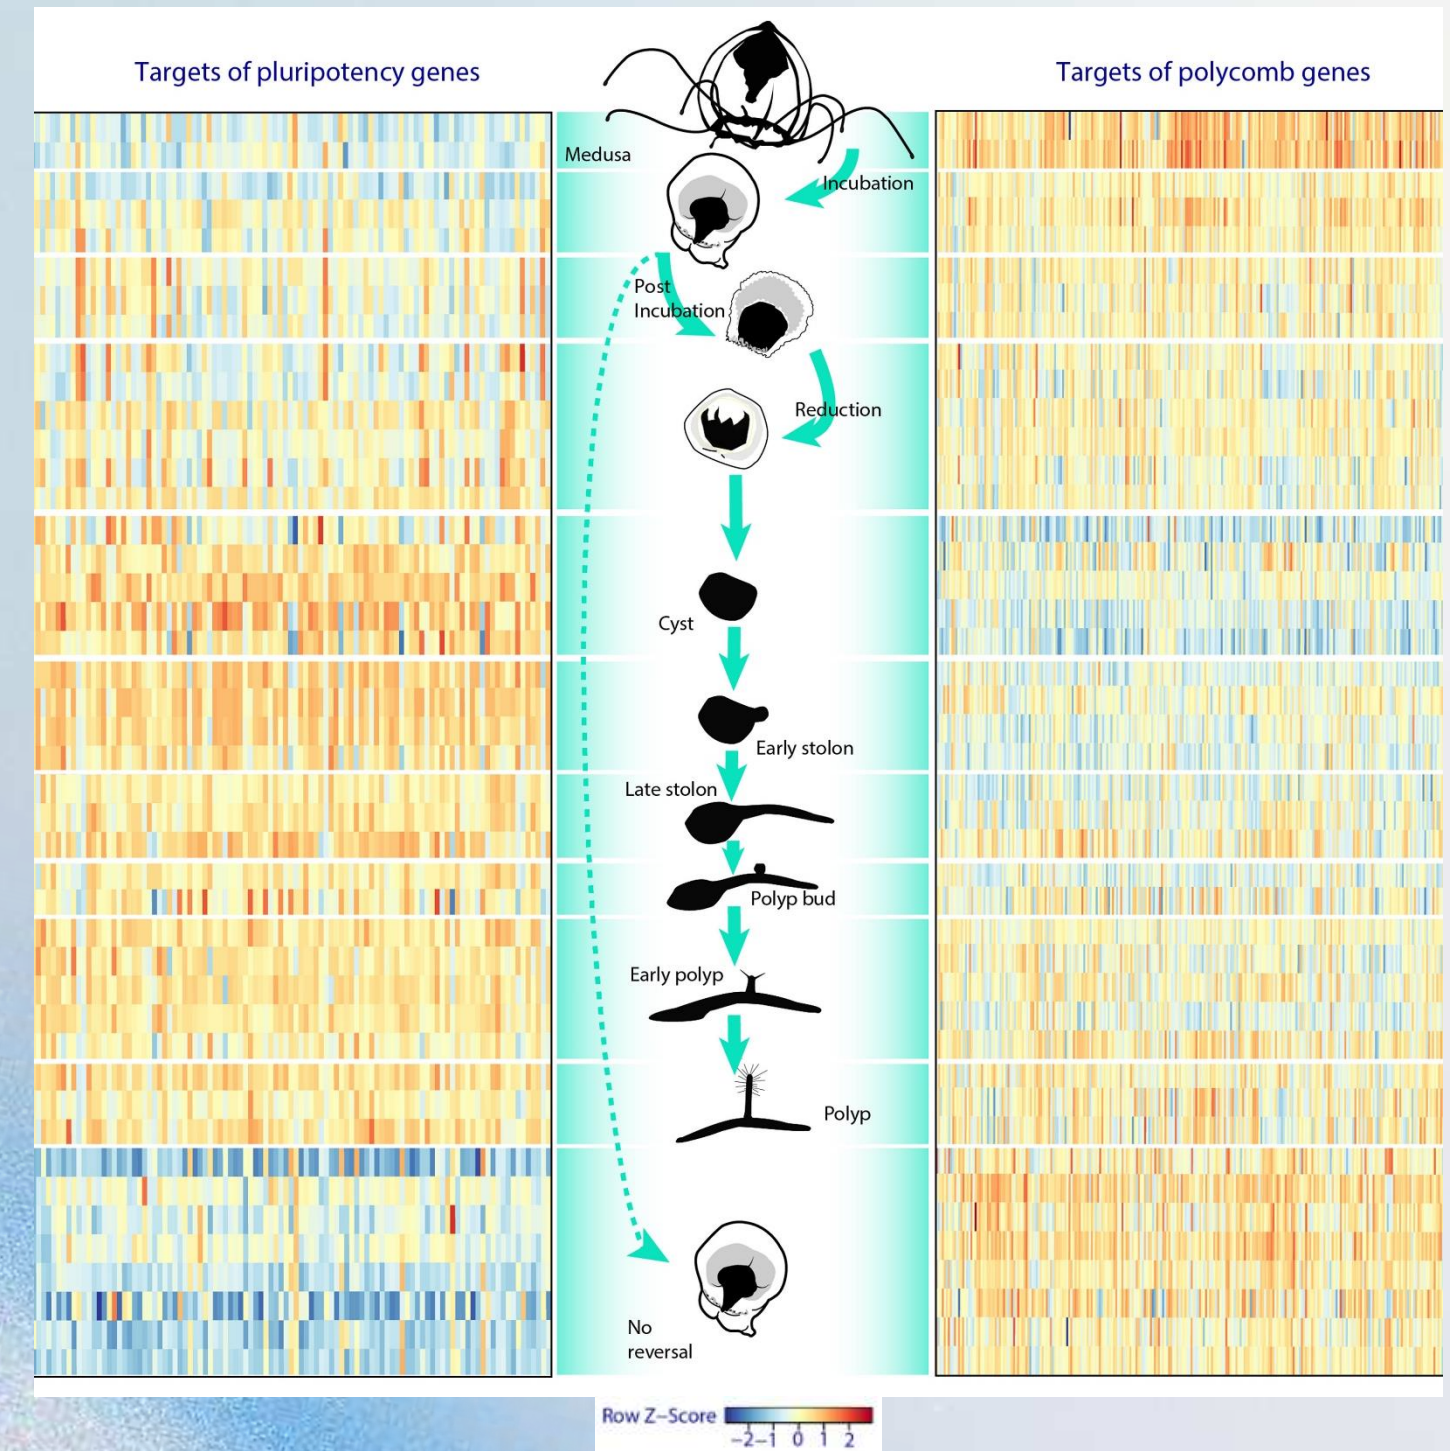 Targets of pluripotency genes
Targets of polycomb genes
Medusa
Incubation
Post
Incubation
Reduction
Cyst
Early stolon
Late stolon
Polyp bud
Early polyp
Polyp
No
reversal
Row Z−Score
−2 −1 0 1 2